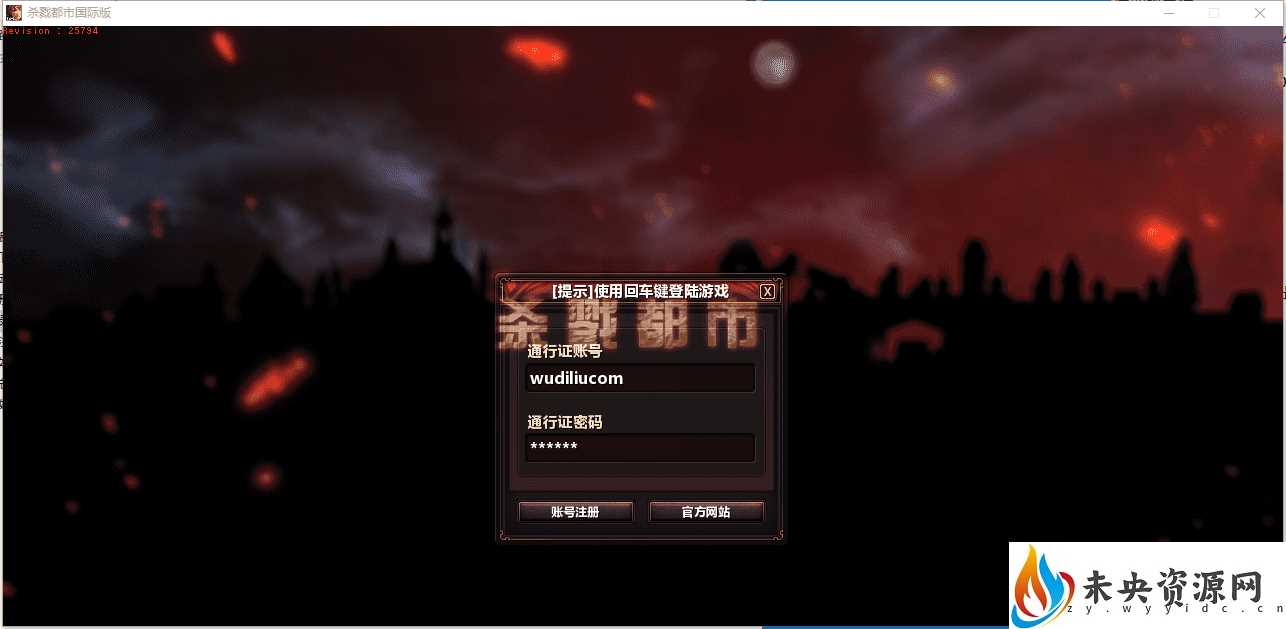 杀戮都市国际版
Revision : 25794
[提示]使用回车键登陆游戏
X
杀戮都市
通行证账号
wudiliucom
通行证密码
******
账号注册
官方网站
未央资源网
zy.wyyidc.cn